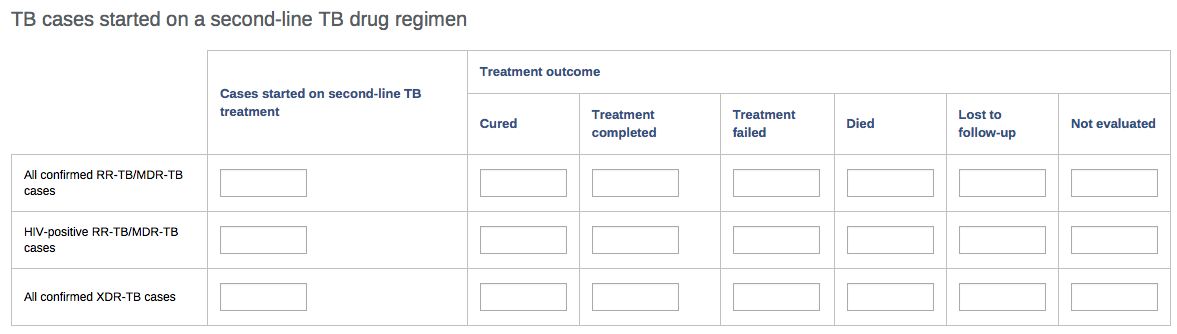 TB cases started on a second-line TB drug regimen
Cases started on second-line TB
treatment
Treatment outcome
Cured
Treatment
completed
Treatment
failed
Died
Lost to
follow-up
Not evaluated
All confirmed RR-TB/MDR-TB
cases
HIV-positive RR-TB/MDR-TB
cases
All confirmed XDR-TB cases